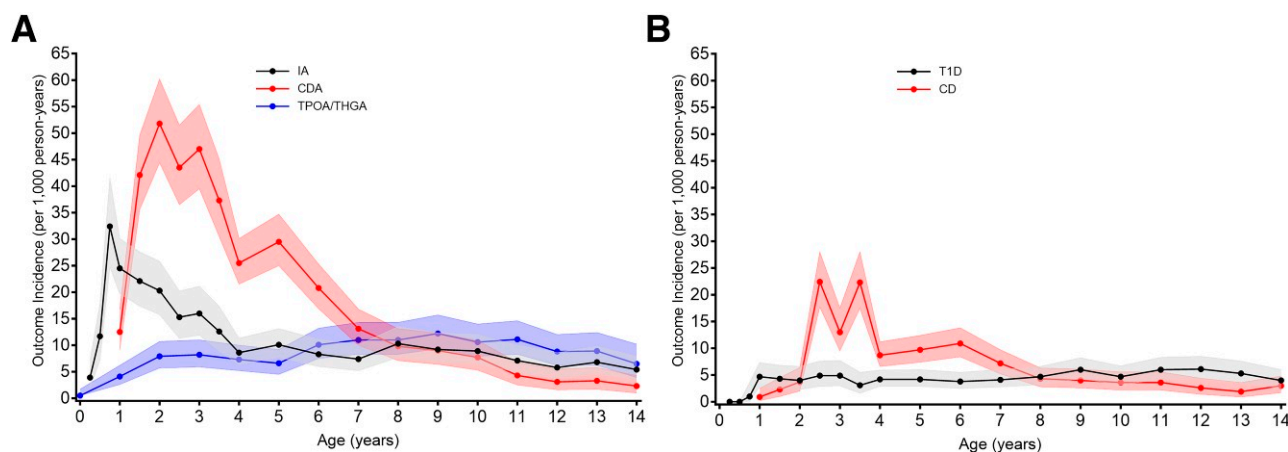 A
Outcome Incidence (per 1,000 person-years)
65
60
55
50
45
40
35
30
25
20
15
10
5
0
IA
CDA
TPOA/THGA
0 1 2 3 4 5 6 7 8 9 10 11 12 13 14
Age (years)
B
Outcome Incidence (per 1,000 person-years)
65
60
55
50
45
40
35
30
25
20
15
10
5
0
T1D
CD
0 1 2 3 4 5 6 7 8 9 10 11 12 13 14
Age (years)